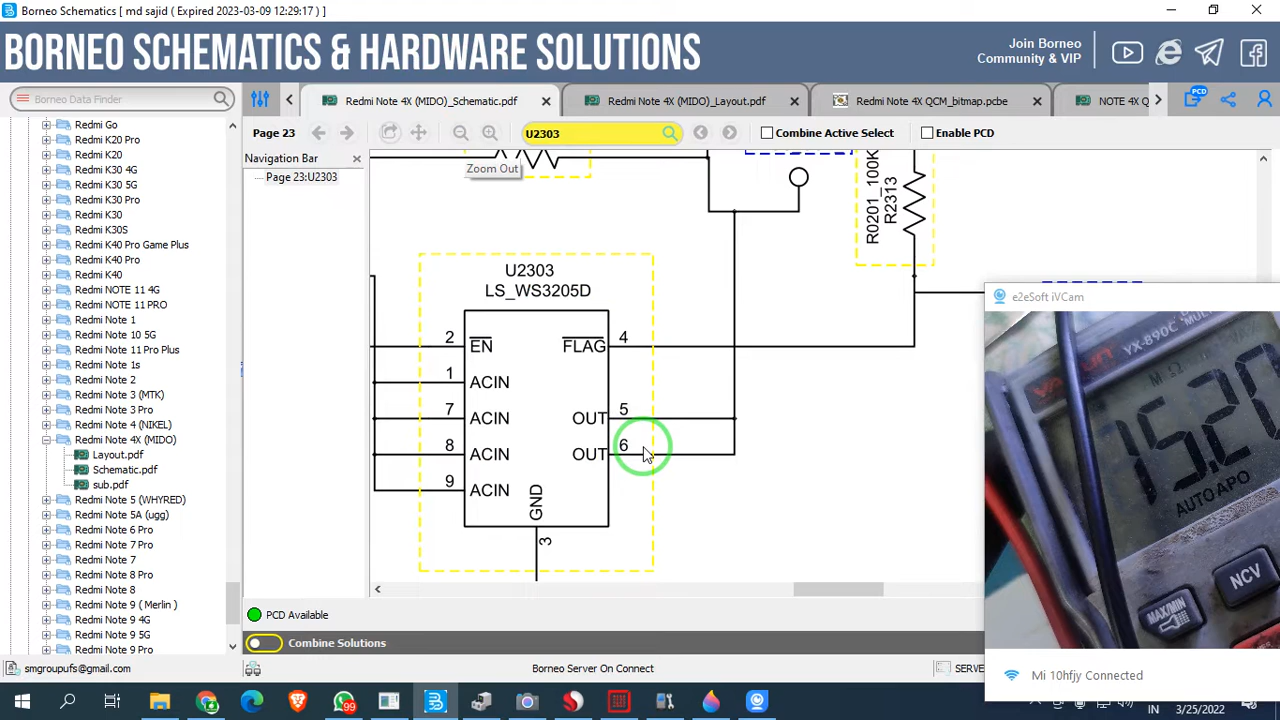 Borneo Schematics [ md sajid ( Expired 2023-03-09 12:29:17 ) ]
BORNEO SCHEMATICS & HARDWARE SOLUTIONS
Join Borneo
Community & VIP
Borneo Data Finder
Redmi Note 4X (MIDO)_Schematic.pdf
Redmi Note 4X (MIDO)_Layout.pdf
Redmi Note 4X QCM_bitmap.pcbe
NOTE 4X Q
PCD
Page 23
U2303
Combine Active Select
Enable PCD
Navigation Bar
Page 23:U2303
Zoom Out
Redmi Go
Redmi K20 Pro
Redmi K20
Redmi K30 4G
Redmi K30 5G
Redmi K30 Pro
Redmi K30
Redmi K30S
Redmi K40 Pro Game Plus
Redmi K40 Pro
Redmi K40
Redmi NOTE 11 4G
Redmi NOTE 11 PRO
Redmi Note 1
Redmi Note 10 5G
Redmi Note 11 Pro Plus
Redmi Note 1s
Redmi Note 2
Redmi Note 3 (MTK)
Redmi Note 3 Pro
Redmi Note 4 (NIKEL)
Redmi Note 4X (MIDO)
Layout.pdf
Schematic.pdf
sub.pdf
Redmi Note 5 (WHYRED)
Redmi Note 5A (ugg)
Redmi Note 6 Pro
Redmi Note 7 Pro
Redmi Note 7
Redmi Note 8 Pro
Redmi Note 8
Redmi Note 9 ( Merlin )
Redmi Note 9 4G
Redmi Note 9 5G
Redmi Note 9 Pro
R0201_100K
R2313
U2303
LS_WS3205D
2 EN
FLAG 4
1 ACIN
7 ACIN
OUT 5
8 ACIN
OUT 6
9 ACIN
GND
3
e2eSoft iVCam
YX-890C
MΩ
15.20
AUTO APO
NCV
MAX/MIN
Mi 10hfjy Connected
PCD Available
Combine Solutions
smgroupufs@gmail.com
Borneo Server On Connect
SERVE
99
IN
3/25/2022